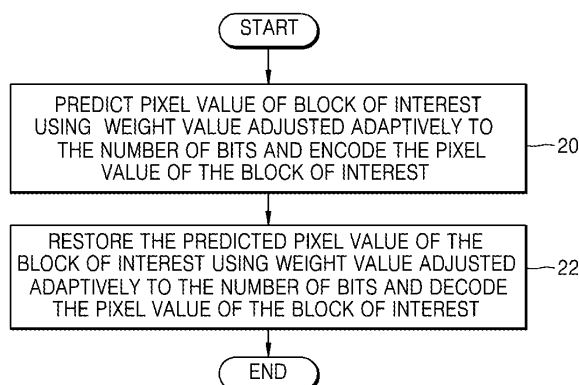 START
PREDICT PIXEL VALUE OF BLOCK OF INTEREST
USING WEIGHT VALUE ADJUSTED ADAPTIVELY TO
THE NUMBER OF BITS AND ENCODE THE PIXEL
VALUE OF THE BLOCK OF INTEREST
20
RESTORE THE PREDICTED PIXEL VALUE OF THE
BLOCK OF INTEREST USING WEIGHT VALUE ADJUSTED
ADAPTIVELY TO THE NUMBER OF BITS AND DECODE
THE PIXEL VALUE OF THE BLOCK OF INTEREST
22
END